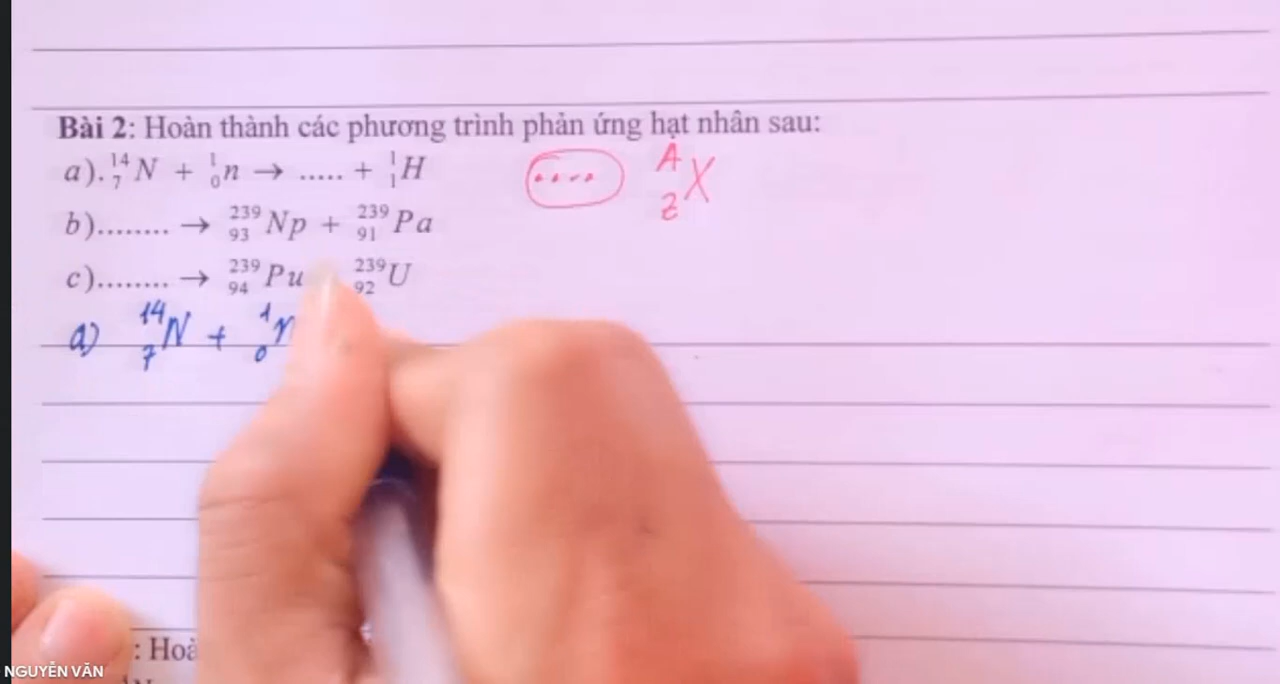 Bài 2: Hoàn thành các phương trình phản ứng hạt nhân sau:
a). ¹⁴₇N + ¹₀n → ..... + ¹₁H
.... ᴬ_Z X
b)........ → ²³⁹₉₃Np + ²³⁹₉₁Pa
c)........ → ²³⁹₉₄Pu ²³⁹₉₂U
a) ¹⁴₇N + ¹₀n
: Hoà
NGUYỄN VĂN